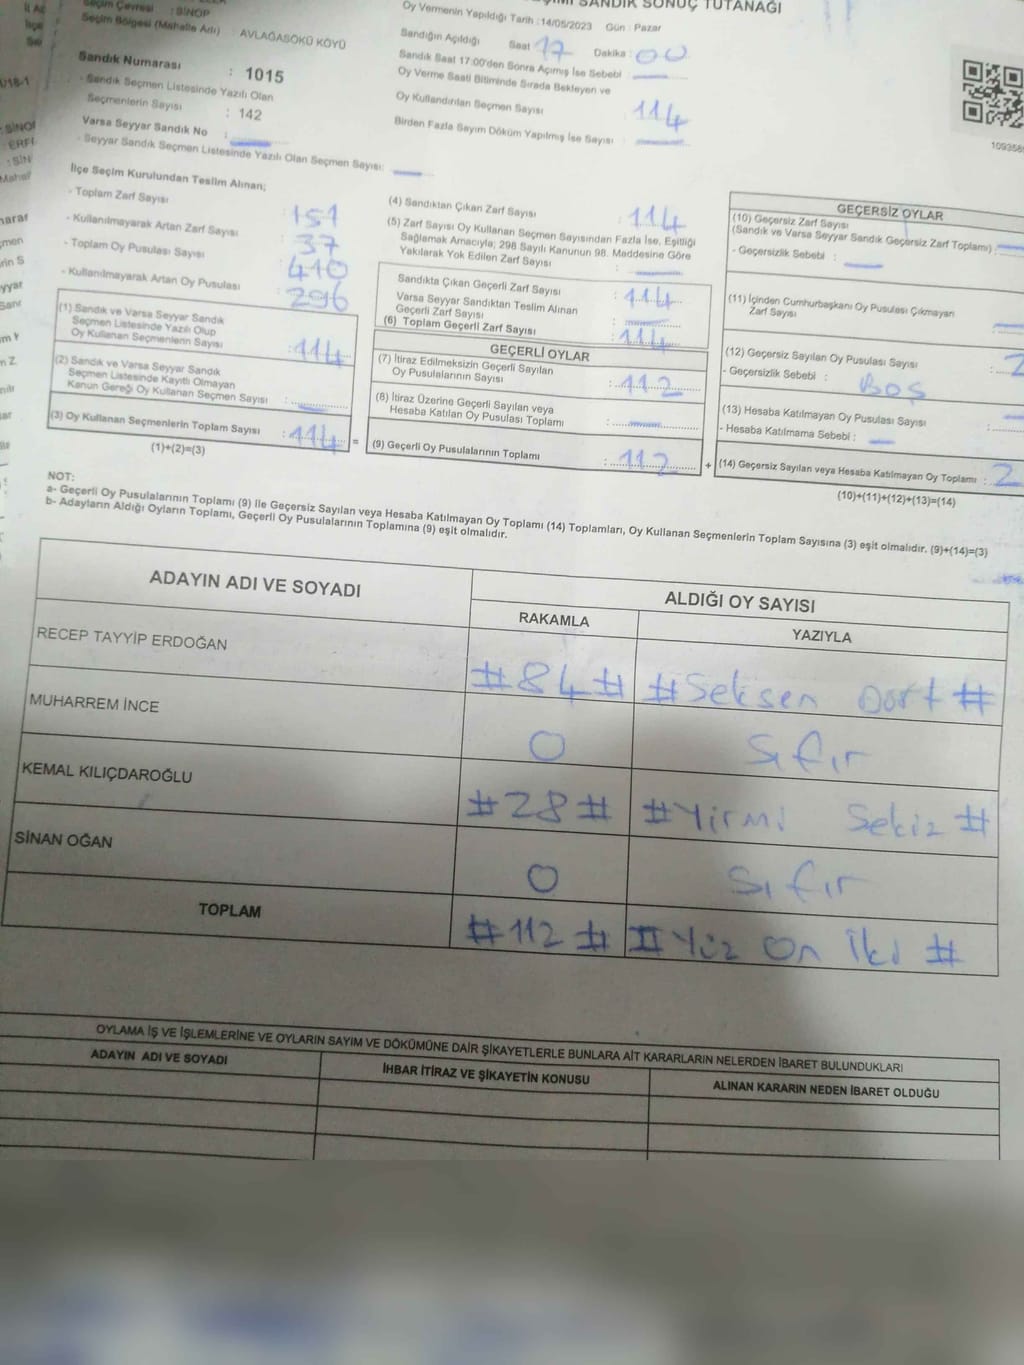 SANDIK SONUÇ TUTANAĞI
Seçim Çevresi : SİNOP
Seçim Bölgesi (Mahalle Adı) : AVLAĞASÖKÜ KÖYÜ
Sandık Numarası : 1015
- Sandık Seçmen Listesinde Yazılı Olan
Seçmenlerin Sayısı : 142
Varsa Seyyar Sandık No :
- Seyyar Sandık Seçmen Listesinde Yazılı Olan Seçmen Sayısı:
Oy Vermenin Yapıldığı Tarih :14/05/2023 Gün : Pazar
Sandığın Açıldığı Saat 17 Dakika : 00
Sandık Saat 17:00'den Sonra Açımış İse Sebebi :
Oy Verme Saati Bitiminde Sırada Bekleyen ve
Oy Kullandırılan Seçmen Sayısı : 114
Birden Fazla Sayım Döküm Yapılmış İse Sayısı :
İlçe Seçim Kurulundan Teslim Alınan;
- Toplam Zarf Sayısı : 151
- Kullanılmayarak Artan Zarf Sayısı : 37
- Toplam Oy Pusulası Sayısı : 410
- Kullanılmayarak Artan Oy Pusulası : 296
(1) Sandık ve Varsa Seyyar Sandık
Seçmen Listesinde Yazılı Olup
Oy Kullanan Seçmenlerin Sayısı : 114
(2) Sandık ve Varsa Seyyar Sandık
Seçmen Listesinde Kayıtlı Olmayan
Kanun Gereği Oy Kullanan Seçmen Sayısı :
(3) Oy Kullanan Seçmenlerin Toplam Sayısı : 114 =
(1)+(2)=(3)
(4) Sandıktan Çıkan Zarf Sayısı : 114
(5) Zarf Sayısı Oy Kullanan Seçmen Sayısından Fazla İse, Eşitliği
Sağlamak Amacıyla; 298 Sayılı Kanunun 98. Maddesine Göre
Yakılarak Yok Edilen Zarf Sayısı :
Sandıkta Çıkan Geçerli Zarf Sayısı : 114
Varsa Seyyar Sandıktan Teslim Alınan
Geçerli Zarf Sayısı :
(6) Toplam Geçerli Zarf Sayısı : 114
GEÇERLİ OYLAR
(7) İtiraz Edilmeksizin Geçerli Sayılan
Oy Pusulalarının Sayısı : 112
(8) İtiraz Üzerine Geçerli Sayılan veya
Hesaba Katılan Oy Pusulası Toplamı :
(9) Geçerli Oy Pusulalarının Toplamı : 112 +
GEÇERSİZ OYLAR
(10) Geçersiz Zarf Sayısı
(Sandık ve Varsa Seyyar Sandık Geçersiz Zarf Toplamı) :
- Geçersizlik Sebebi :
(11) İçinden Cumhurbaşkanı Oy Pusulası Çıkmayan
Zarf Sayısı
(12) Geçersiz Sayılan Oy Pusulası Sayısı : 2
- Geçersizlik Sebebi : BOŞ
(13) Hesaba Katılmayan Oy Pusulası Sayısı :
- Hesaba Katılmama Sebebi :
(14) Geçersiz Sayılan veya Hesaba Katılmayan Oy Toplamı : 2
(10)+(11)+(12)+(13)=(14)
NOT:
a- Geçerli Oy Pusulalarının Toplamı (9) ile Geçersiz Sayılan veya Hesaba Katılmayan Oy Toplamı (14) Toplamları, Oy Kullanan Seçmenlerin Toplam Sayısına (3) eşit olmalıdır. (9)+(14)=(3)
b- Adayların Aldığı Oyların Toplamı, Geçerli Oy Pusulalarının Toplamına (9) eşit olmalıdır.
ADAYIN ADI VE SOYADI
ALDIĞI OY SAYISI
RAKAMLA YAZIYLA
RECEP TAYYİP ERDOĞAN #84# #Seksen Dört#
MUHARREM İNCE 0 Sıfır
KEMAL KILIÇDAROĞLU #28# #Yirmi Sekiz#
SİNAN OĞAN 0 Sıfır
TOPLAM #112# #Yüz On İki#
OYLAMA İŞ VE İŞLEMLERİNE VE OYLARIN SAYIM VE DÖKÜMÜNE DAİR ŞİKAYETLERLE BUNLARA AİT KARARLARIN NELERDEN İBARET BULUNDUKLARI
ADAYIN ADI VE SOYADI İHBAR İTİRAZ VE ŞİKAYETİN KONUSU ALINAN KARARIN NEDEN İBARET OLDUĞU